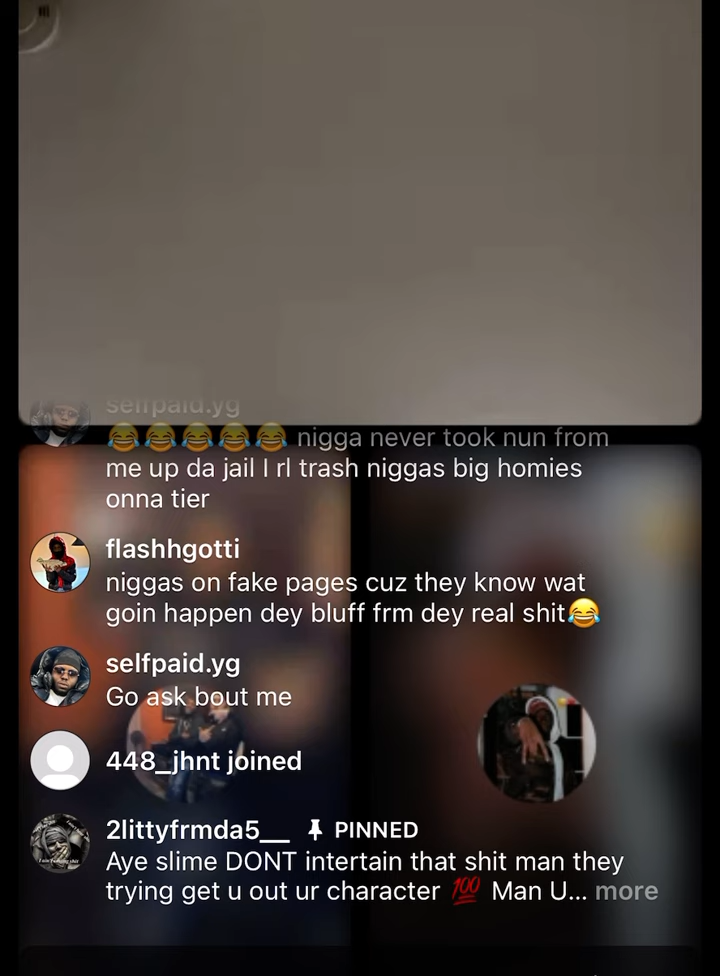 selfpaid.yg
😂😂😂😂😂 nigga never took nun from
me up da jail I rl trash niggas big homies
onna tier
flashhgotti
niggas on fake pages cuz they know wat
goin happen dey bluff frm dey real shit😂
selfpaid.yg
Go ask bout me
448_jhnt joined
2littyfrmda5__ PINNED
Aye slime DONT intertain that shit man they
trying get u out ur character 💯 Man U... more